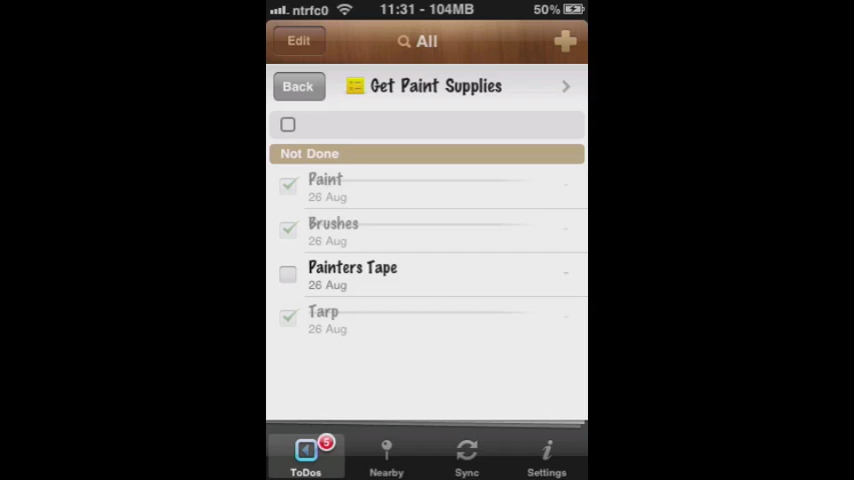 ntrfc0 11:31 - 104MB 50%
Edit All
Back Get Paint Supplies
Not Done
Paint
26 Aug
Brushes
26 Aug
Painters Tape
26 Aug
Tarp
26 Aug
5
ToDos Nearby Sync Settings